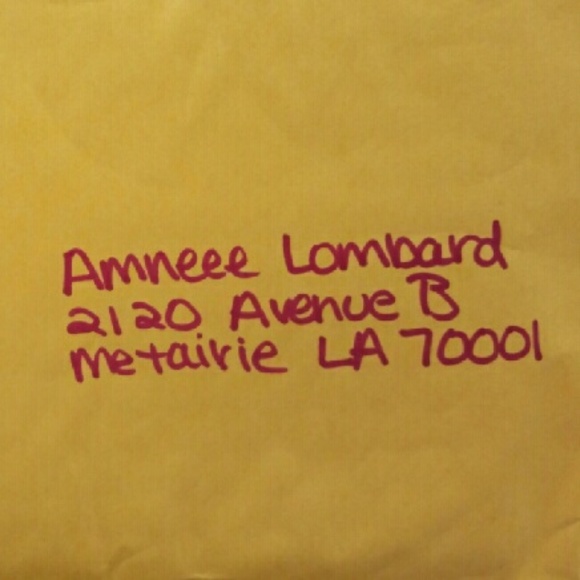 Amneee Lombard
2120 Avenue B
metairie LA 70001